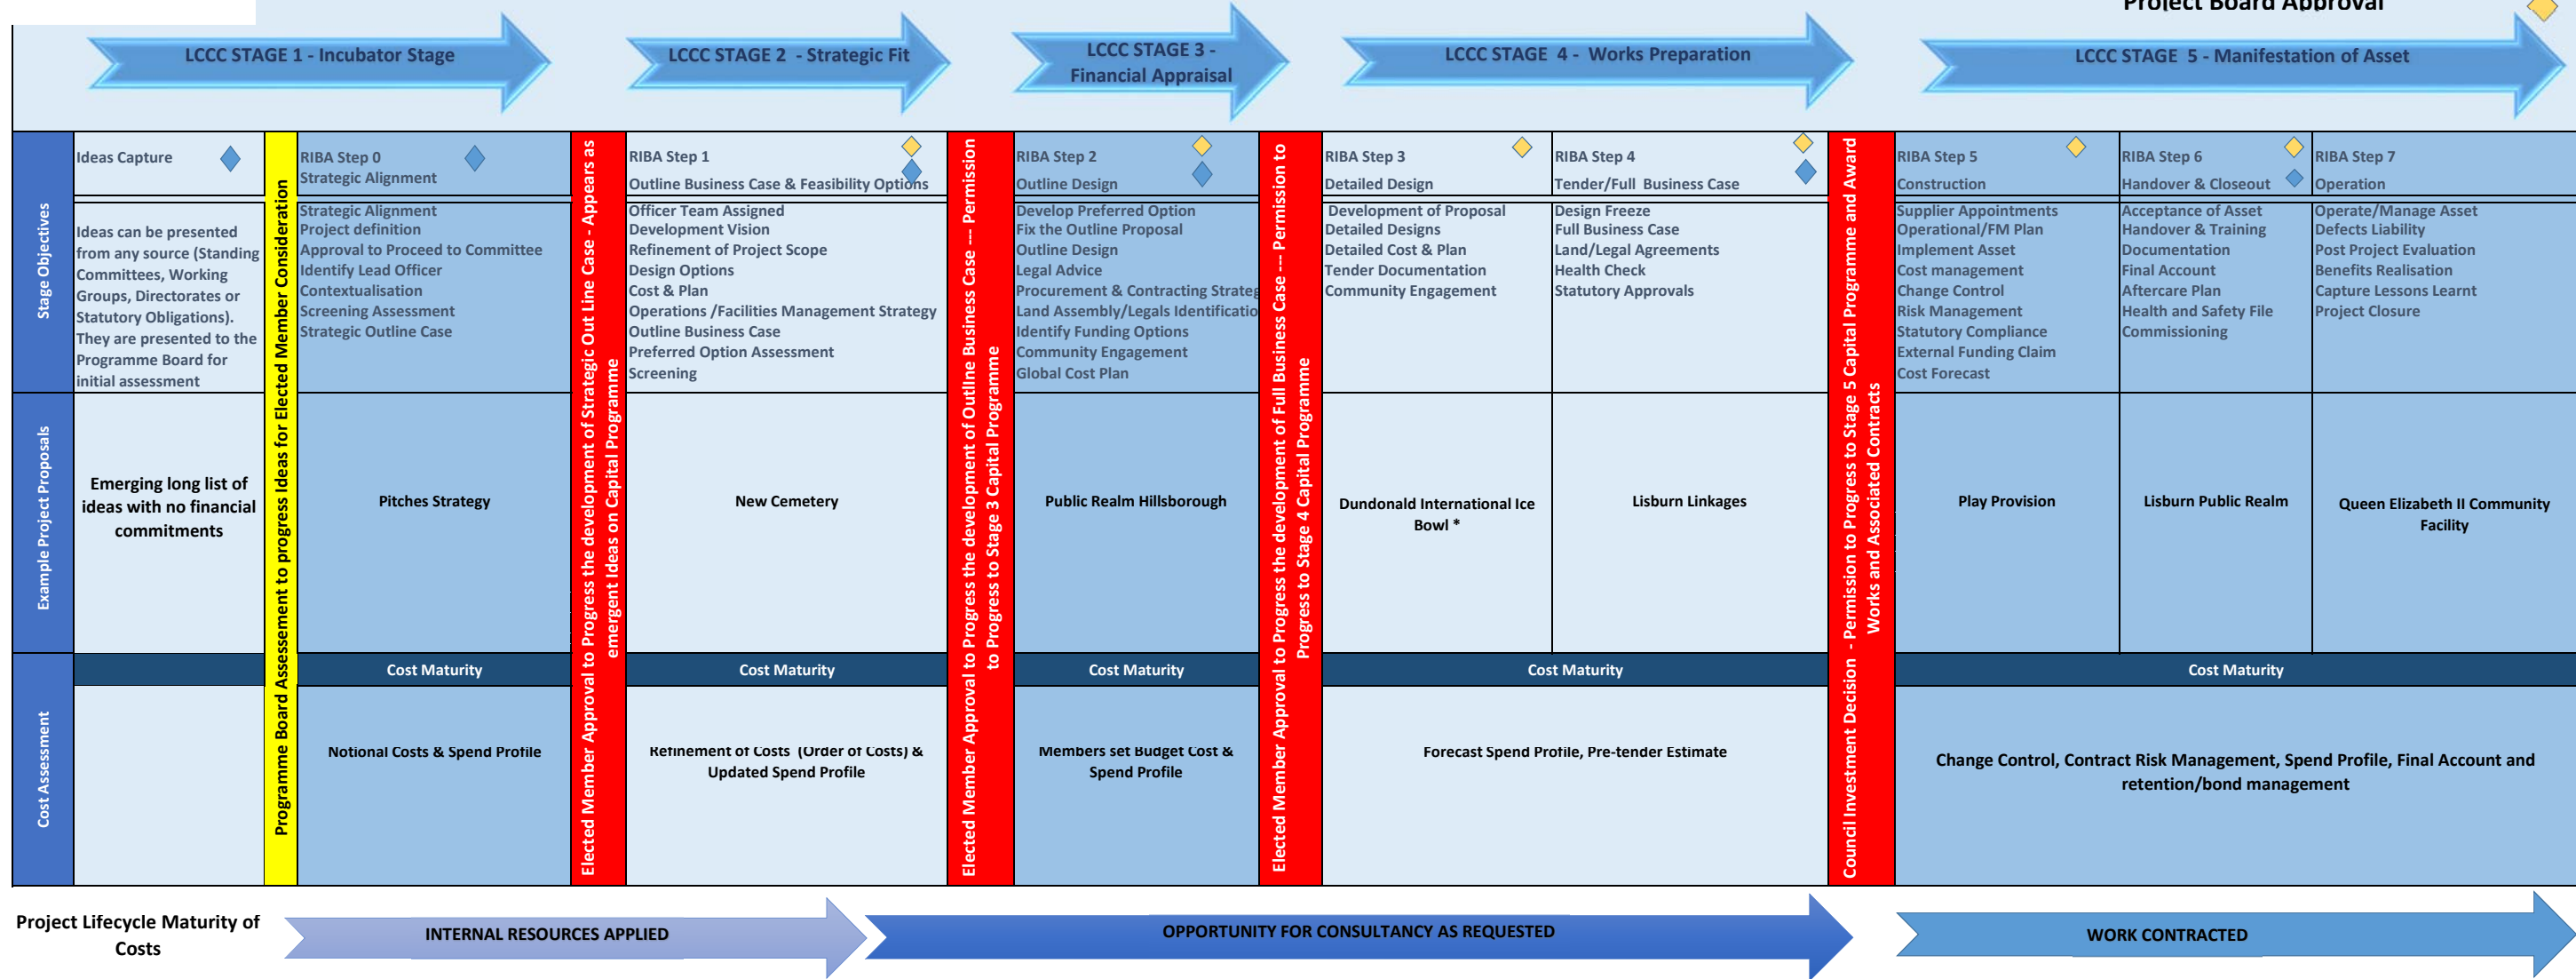 Project Board Approval
LCCC STAGE 1 - Incubator Stage
LCCC STAGE 2 - Strategic Fit
LCCC STAGE 3 -
Financial Appraisal
LCCC STAGE 4 - Works Preparation
LCCC STAGE 5 - Manifestation of Asset
Stage Objectives
Ideas Capture
Ideas can be presented
from any source (Standing
Committees, Working
Groups, Directorates or
Statutory Obligations).
They are presented to the
Programme Board for
initial assessment
Programme Board Assessement to progress Ideas for Elected Member Consideration
RIBA Step 0
Strategic Alignment
Strategic Alignment
Project definition
Approval to Proceed to Committee
Identify Lead Officer
Contextualisation
Screening Assessment
Strategic Outline Case
Elected Member Approval to Progress the development of Strategic Out Line Case - Appears as
emergent Ideas on Capital Programme
RIBA Step 1
Outline Business Case & Feasibility Options
Officer Team Assigned
Development Vision
Refinement of Project Scope
Design Options
Cost & Plan
Operations /Facilities Management Strategy
Outline Business Case
Preferred Option Assessment
Screening
Elected Member Approval to Progress the development of Outline Business Case --- Permission
to Progress to Stage 3 Capital Programme
RIBA Step 2
Outline Design
Develop Preferred Option
Fix the Outline Proposal
Outline Design
Legal Advice
Procurement & Contracting Strateg
Land Assembly/Legals Identificatio
Identify Funding Options
Community Engagement
Global Cost Plan
Elected Member Approval to Progress the development of Full Business Case --- Permission to
Progress to Stage 4 Capital Programme
RIBA Step 3
Detailed Design
Development of Proposal
Detailed Designs
Detailed Cost & Plan
Tender Documentation
Community Engagement
RIBA Step 4
Tender/Full Business Case
Design Freeze
Full Business Case
Land/Legal Agreements
Health Check
Statutory Approvals
Council Investment Decision - Permission to Progress to Stage 5 Capital Programme and Award
Works and Associated Contracts
RIBA Step 5
Construction
Supplier Appointments
Operational/FM Plan
Implement Asset
Cost management
Change Control
Risk Management
Statutory Compliance
External Funding Claim
Cost Forecast
RIBA Step 6
Handover & Closeout
Acceptance of Asset
Handover & Training
Documentation
Final Account
Aftercare Plan
Health and Safety File
Commissioning
RIBA Step 7
Operation
Operate/Manage Asset
Defects Liability
Post Project Evaluation
Benefits Realisation
Capture Lessons Learnt
Project Closure
Example Project Proposals
Emerging long list of
ideas with no financial
commitments
Pitches Strategy
New Cemetery
Public Realm Hillsborough
Dundonald International Ice
Bowl *
Lisburn Linkages
Play Provision
Lisburn Public Realm
Queen Elizabeth II Community
Facility
Cost Assessment
Cost Maturity
Cost Maturity
Cost Maturity
Cost Maturity
Cost Maturity
Notional Costs & Spend Profile
Refinement of Costs (Order of Costs) &
Updated Spend Profile
Members set Budget Cost &
Spend Profile
Forecast Spend Profile, Pre-tender Estimate
Change Control, Contract Risk Management, Spend Profile, Final Account and
retention/bond management
Project Lifecycle Maturity of
Costs
INTERNAL RESOURCES APPLIED
OPPORTUNITY FOR CONSULTANCY AS REQUESTED
WORK CONTRACTED